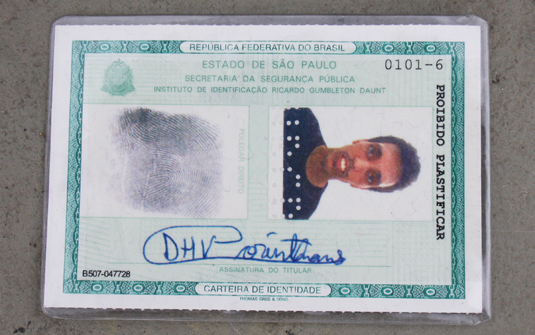 REPÚBLICA FEDERATIVA DO BRASIL
ESTADO DE SÃO PAULO
0101-6
SECRETARIA DA SEGURANÇA PÚBLICA
INSTITUTO DE IDENTIFICAÇÃO RICARDO GUMBLETON DAUNT
PROIBIDO PLASTIFICAR
POLEGAR DIREITO
DHV Corinthians
ASSINATURA DO TITULAR
B507-047728
CARTEIRA DE IDENTIDADE